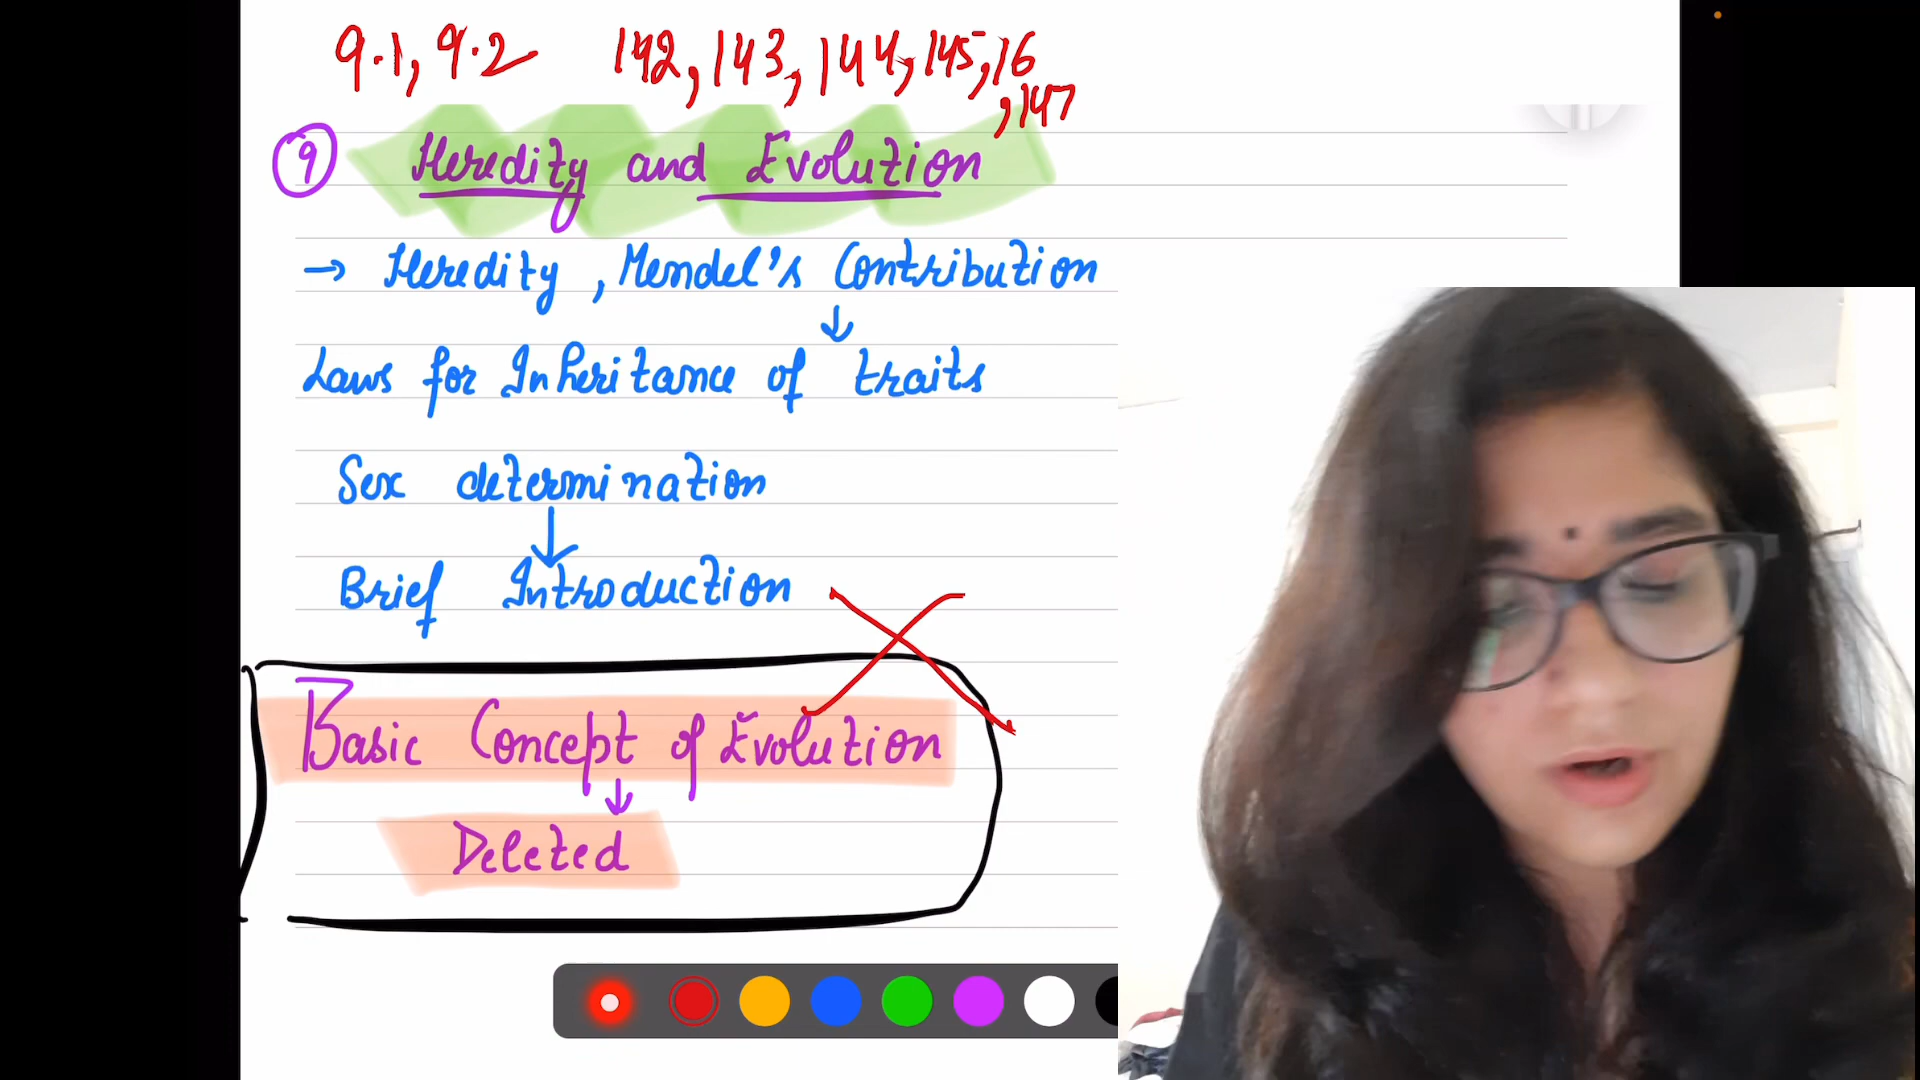 9.1, 9.2 142, 143, 144, 145, 16
, 147
9 Heredity and Evolution
→ Heredity, Mendel's Contribution
↓
Laws for Inheritance of traits
Sex determination
↓
Brief Introduction
Basic Concept of Evolution
↓
Deleted